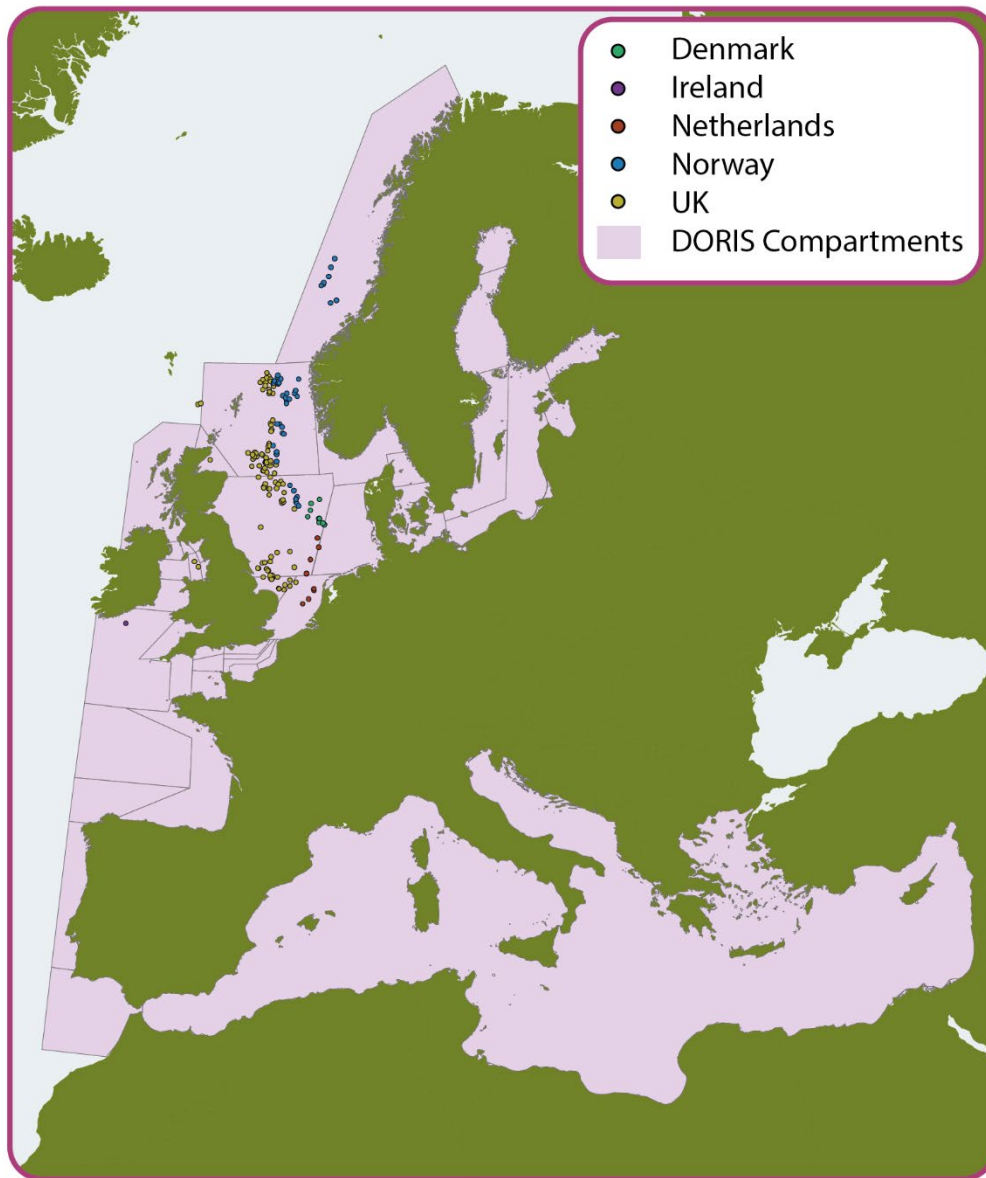 Denmark
Ireland
Netherlands
Norway
UK
DORIS Compartments